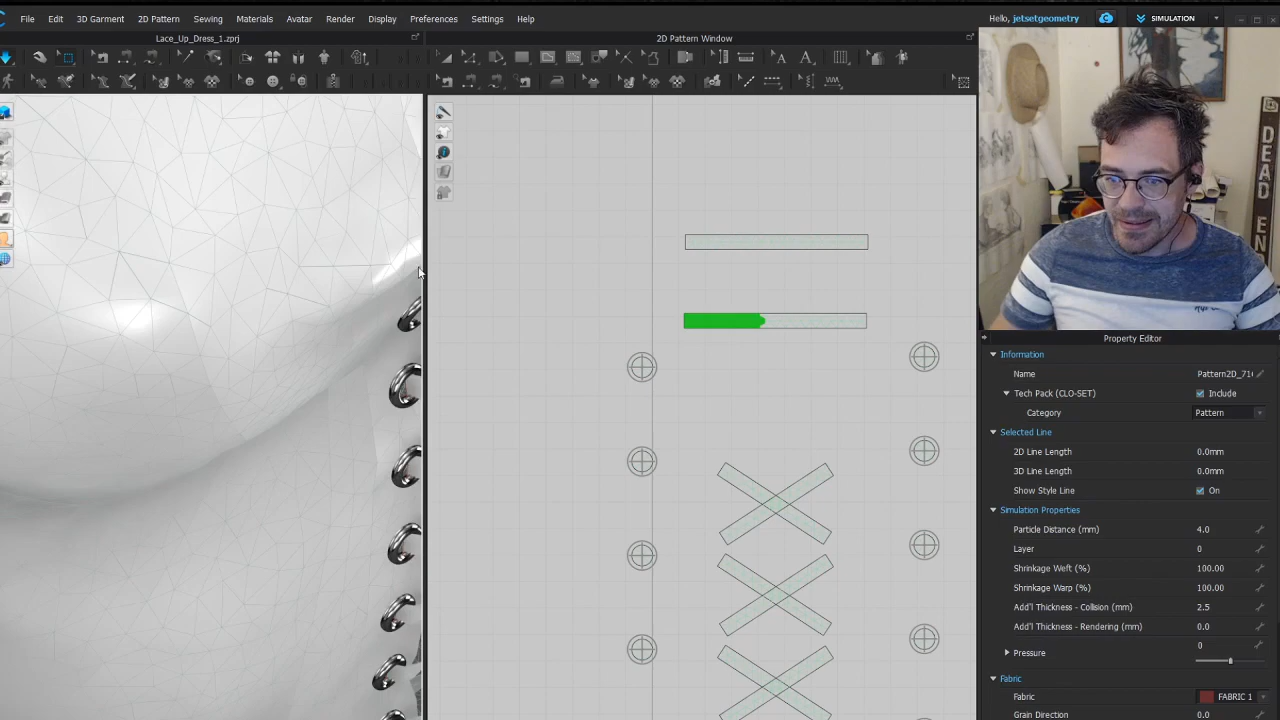 File Edit 3D Garment 2D Pattern Sewing Materials Avatar Render Display Preferences Settings Help
Hello, jetsetgeometry
SIMULATION
Lace_Up_Dress_1.zprj
2D Pattern Window
DEAD EN
Property Editor
Information
Name Pattern2D_71
Tech Pack (CLO-SET) Include
Category Pattern
Selected Line
2D Line Length 0.0mm
3D Line Length 0.0mm
Show Style Line On
Simulation Properties
Particle Distance (mm) 4.0
Layer 0
Shrinkage Weft (%) 100.00
Shrinkage Warp (%) 100.00
Add'l Thickness - Collision (mm) 2.5
Add'l Thickness - Rendering (mm) 0.0
Pressure 0
Fabric
Fabric FABRIC 1
Grain Direction 0.0